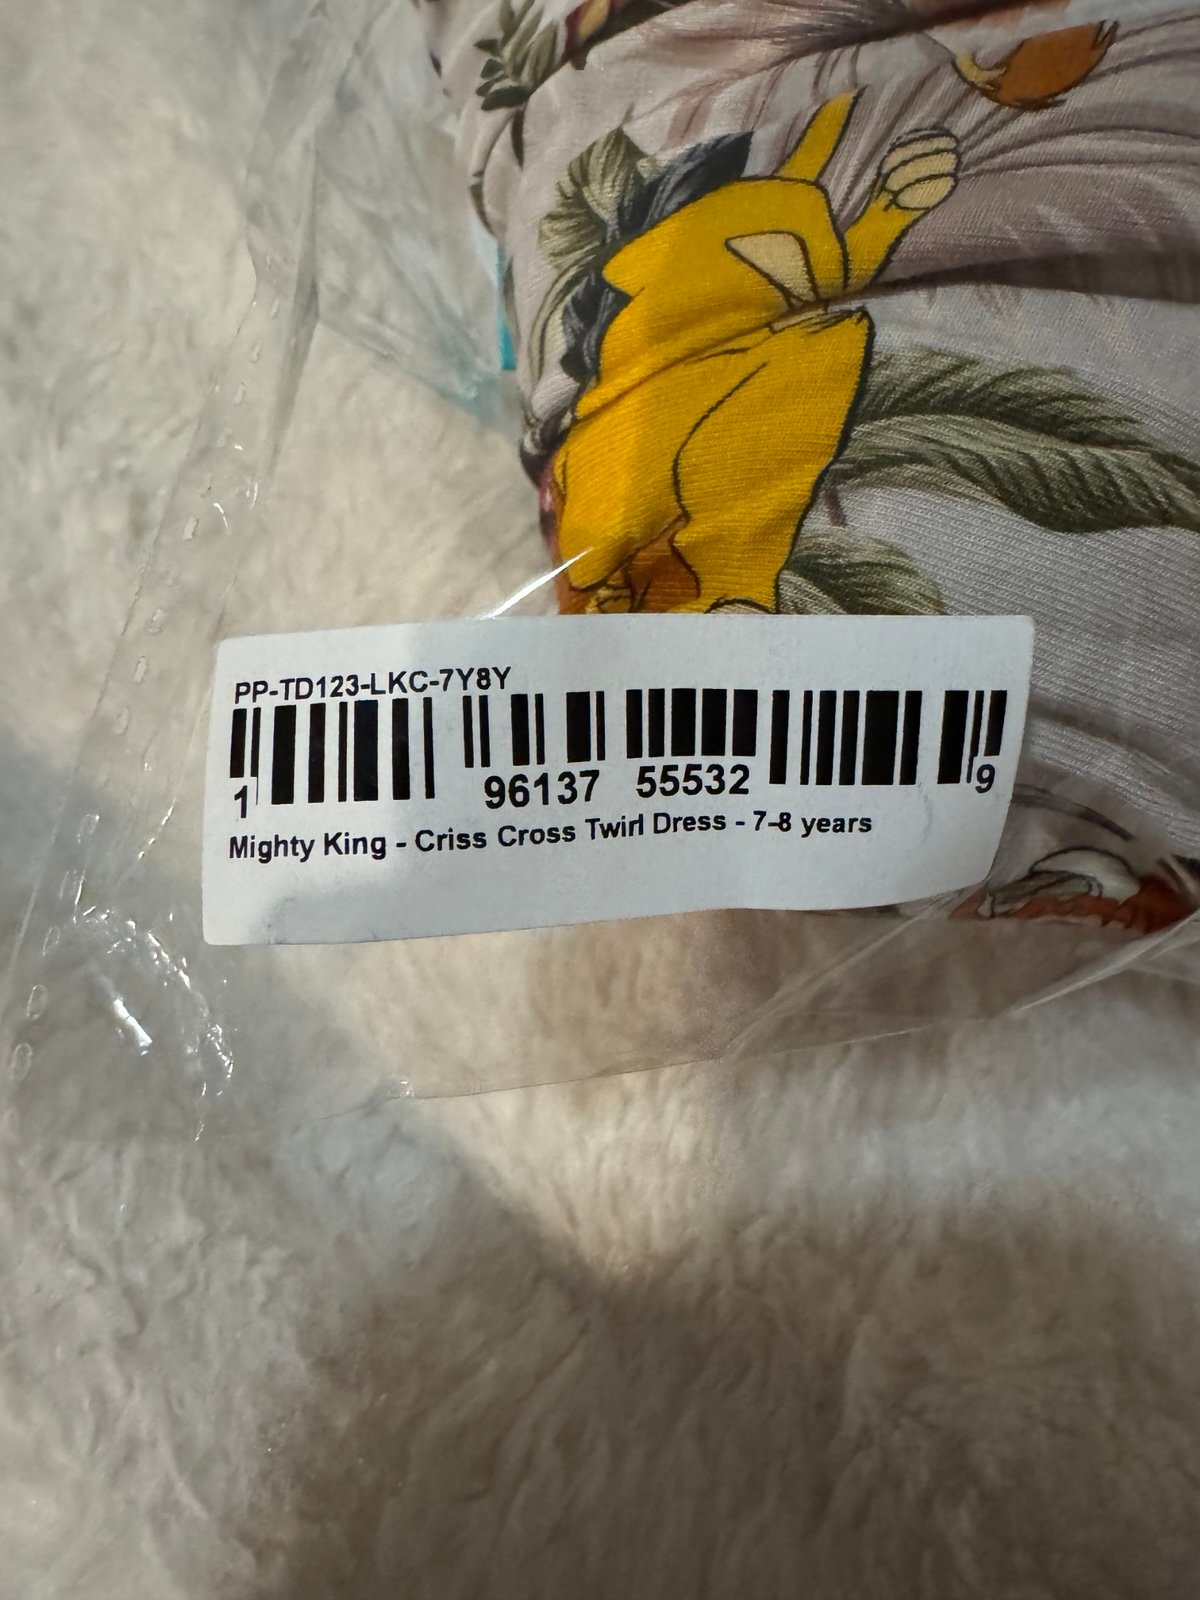 PP-TD123-LKC-7Y8Y
1 96137 55532 9
Mighty King - Criss Cross Twirl Dress - 7-8 years